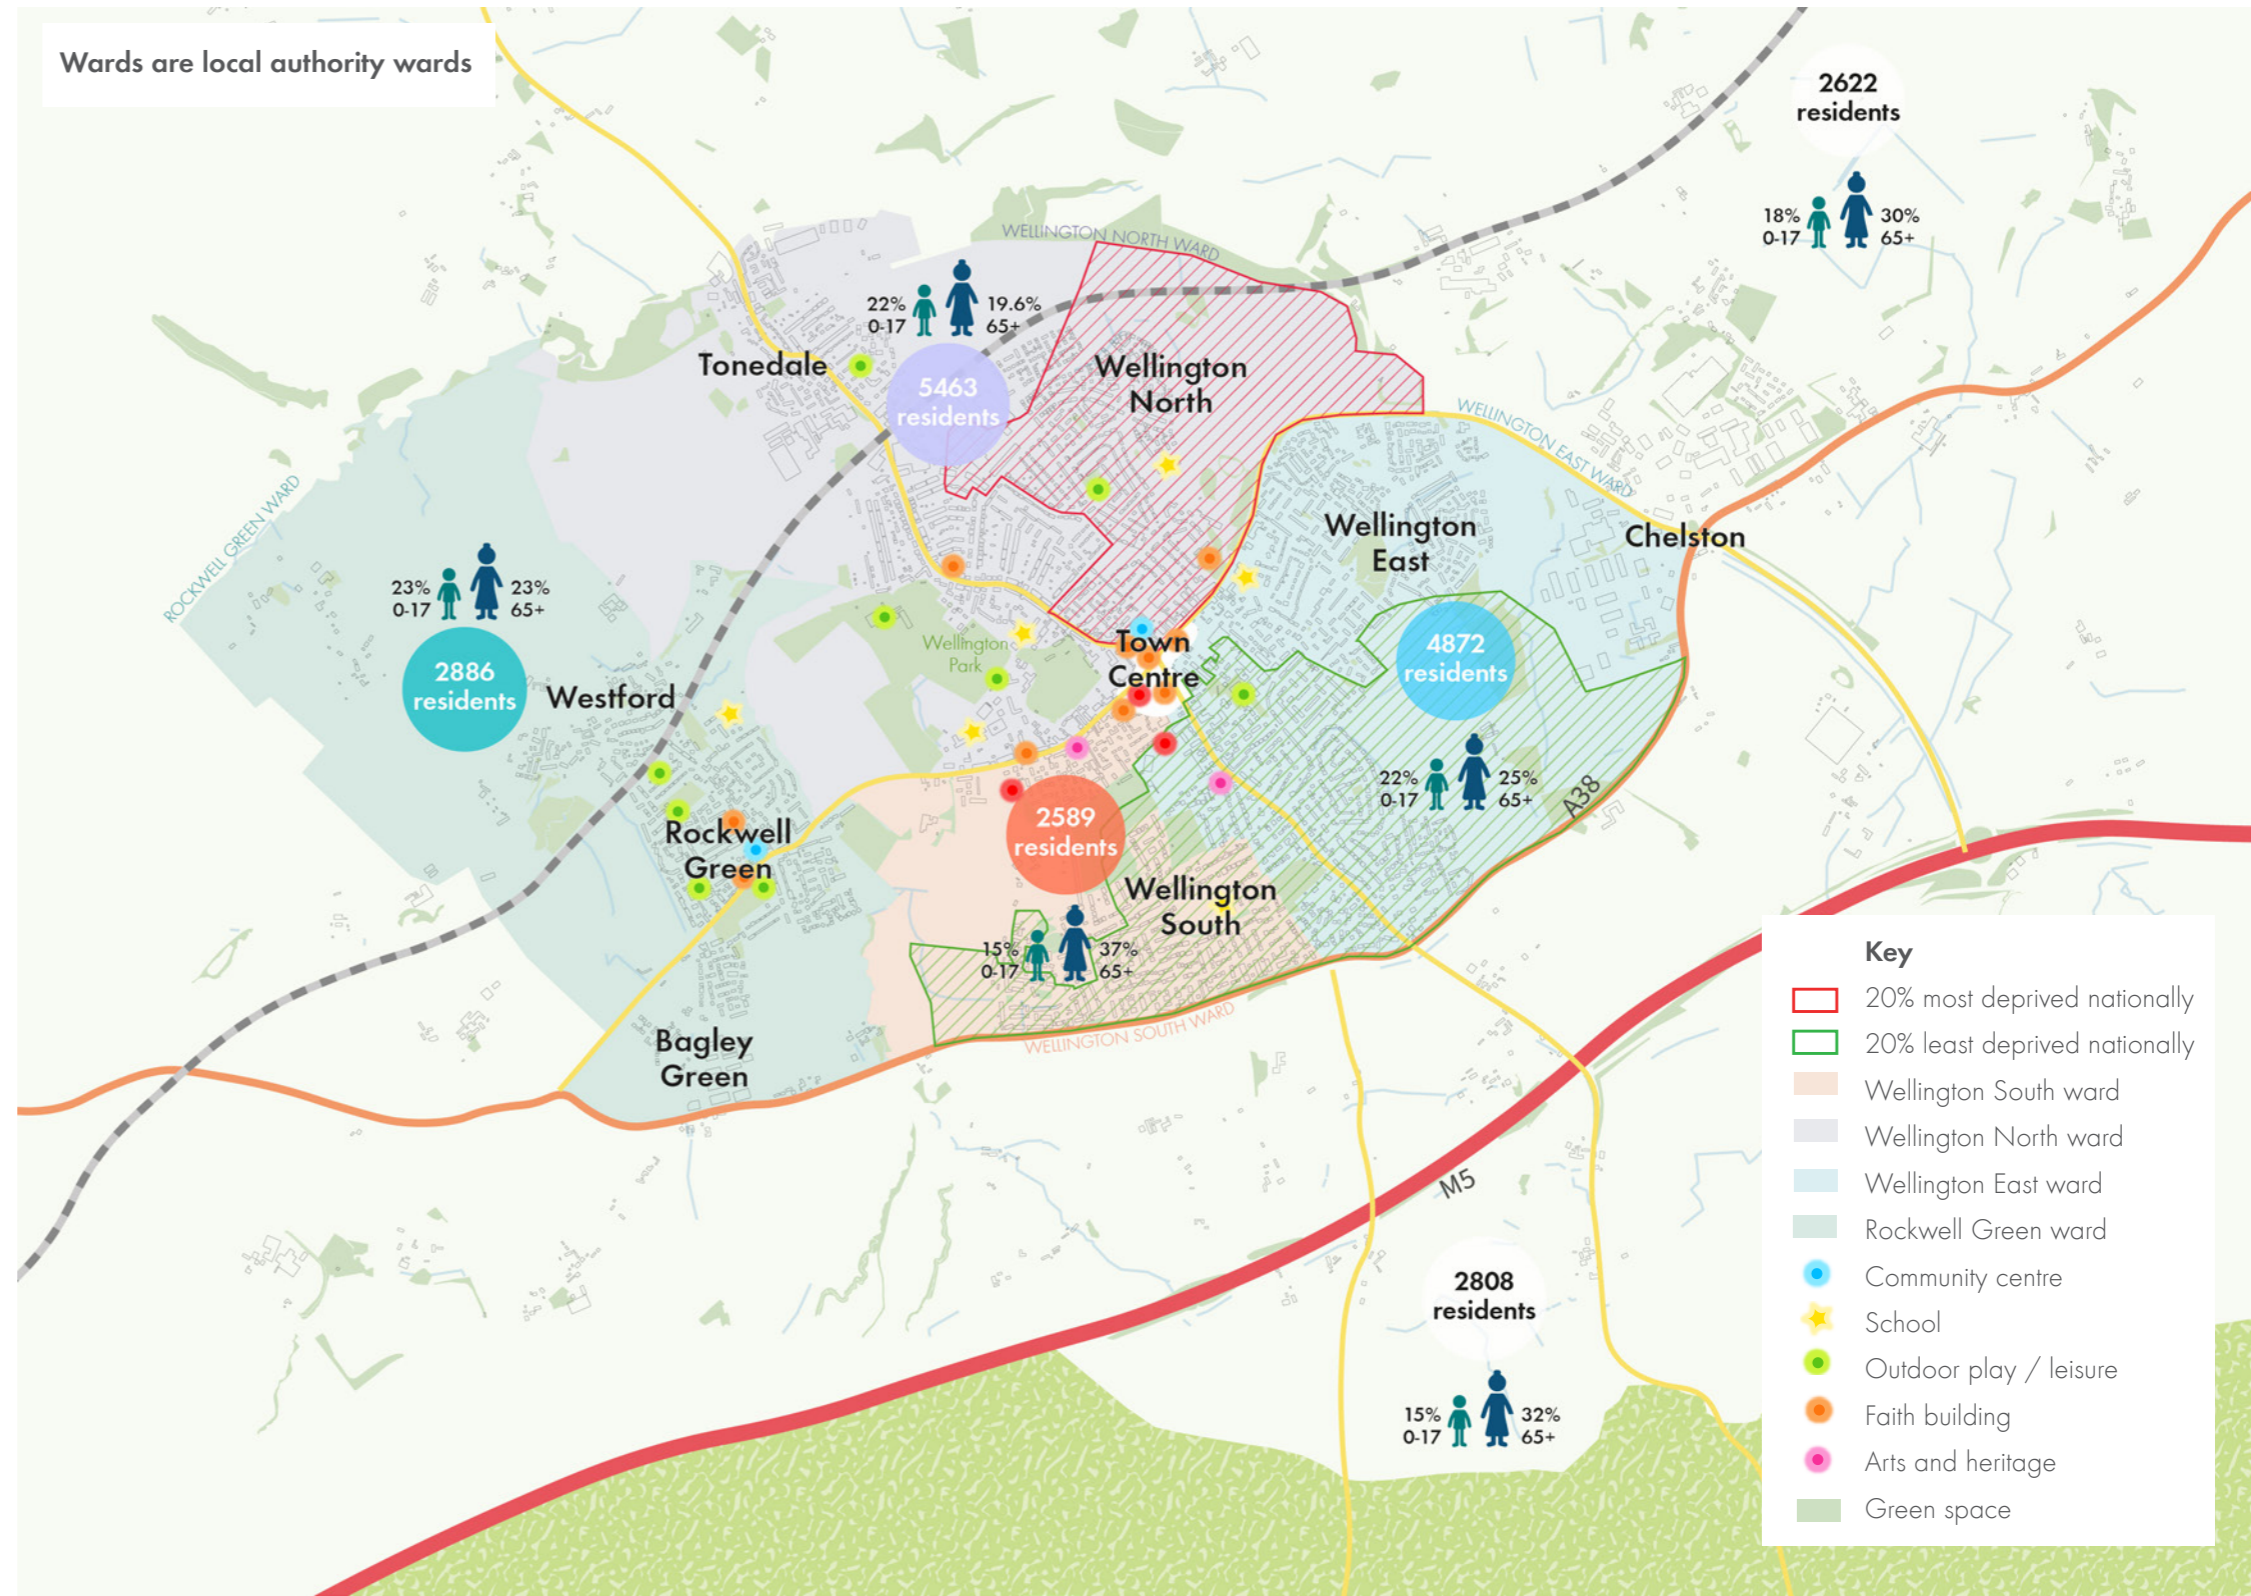 Wards are local authority wards
2622
residents
18%
0-17
30%
65+
WELLINGTON NORTH WARD
22%
0-17
19.6%
65+
Tonedale
5463
residents
Wellington
North
WELLINGTON EAST WARD
ROCKWELL GREEN WARD
Wellington
East
Chelston
23%
0-17
23%
65+
2886
residents
Westford
Wellington
Park
Town
Centre
4872
residents
22%
0-17
25%
65+
A38
Rockwell
Green
2589
residents
Wellington
South
15%
0-17
37%
65+
WELLINGTON SOUTH WARD
Bagley
Green
M5
2808
residents
15%
0-17
32%
65+
Key
20% most deprived nationally
20% least deprived nationally
Wellington South ward
Wellington North ward
Wellington East ward
Rockwell Green ward
Community centre
School
Outdoor play / leisure
Faith building
Arts and heritage
Green space